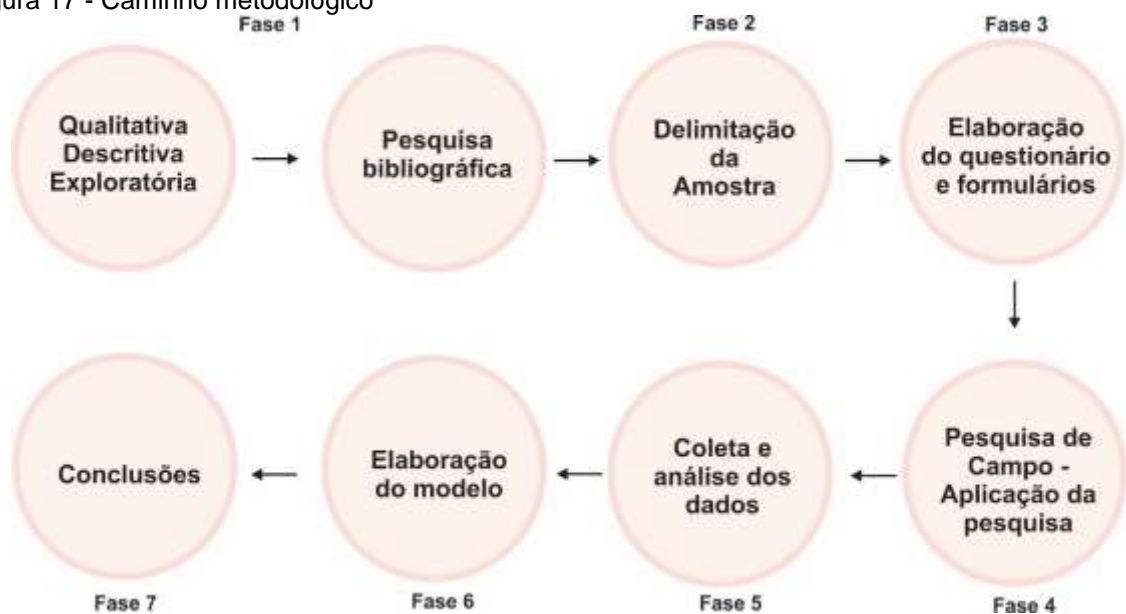 gura 17 - Caminho metodológico
Fase 1
Fase 2
Fase 3
Qualitativa
Descritiva
Exploratória
Pesquisa
bibliográfica
Delimitação
da
Amostra
Elaboração
do questionário
e formulários
Pesquisa de
Campo -
Aplicação da
pesquisa
Fase 4
Coleta e
análise dos
dados
Fase 5
Elaboração
do modelo
Fase 6
Conclusões
Fase 7